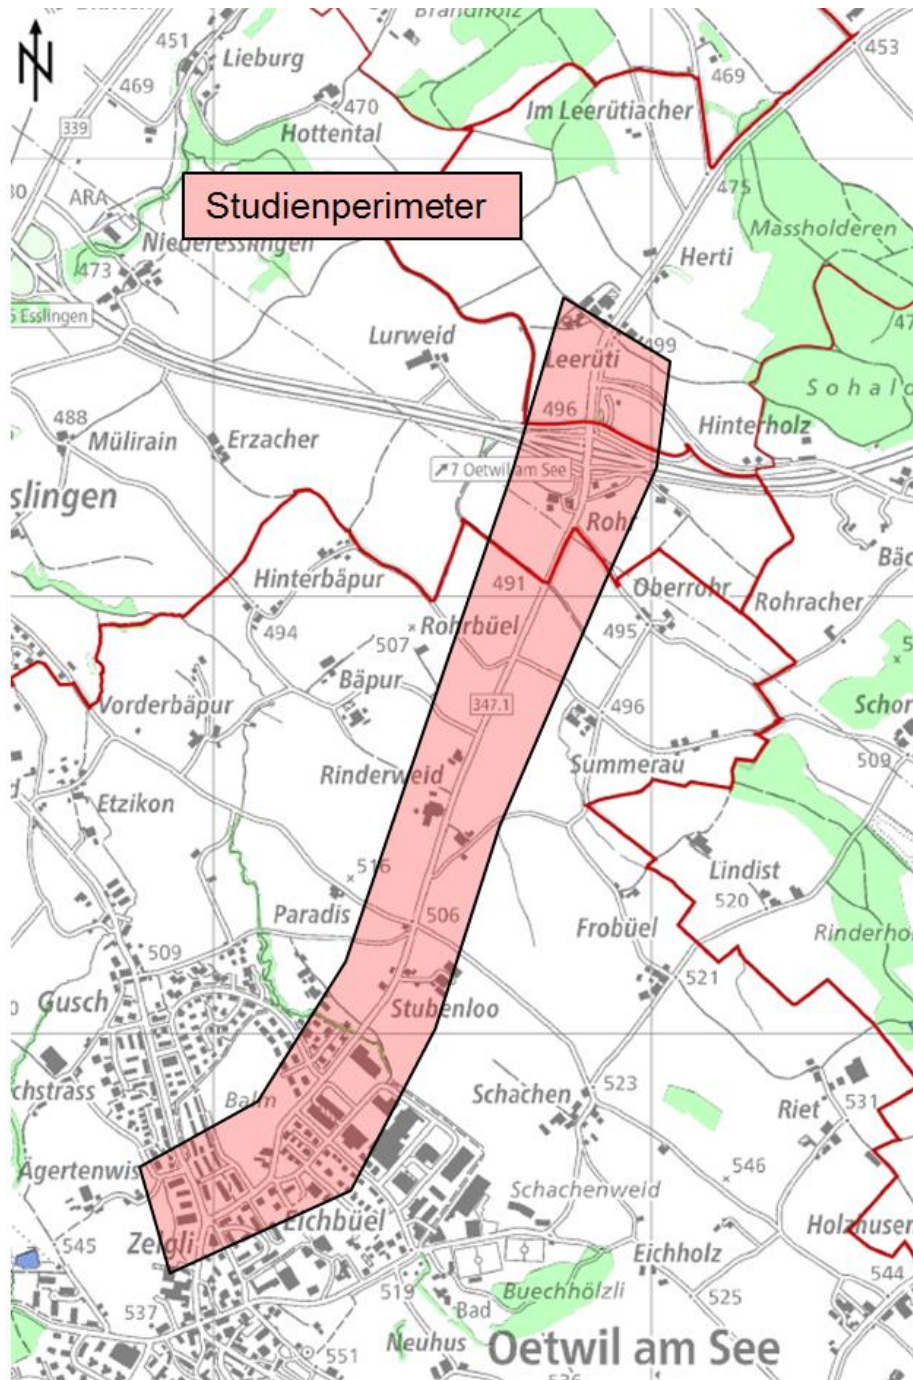 N
451
Lieburg
469
470
Hottental
339
Brandholz
453
469
Im Leerütiacher
475
ARA
Studienperimeter
Massholderen
Niederesslingen
473
Herti
Esslingen
Lurweid
499
Leerüti
488
Mülirain
Erzacher
496
Hinterholz
7 Oetwil am See
slingen
Rohr
Hinterbäpur
491
Oberrohr
Rohracher
494
Rohrbüel
495
507
Bäpur
347.1
496
Vorderbäpur
Schor
509
Rinderweid
Summerau
Etzikon
516
Lindist
520
Paradis
506
Frobüel
509
521
Gusch
Stubenloo
chstrass
Balm
Schachen
523
Riet
531
Ägertenwis
546
Schachenweid
Eichbüel
Holzhusen
Zelgli
545
Eichholz
544
Buechhölzli
537
519
Bad
525
Neuhus
551
Oetwil am See